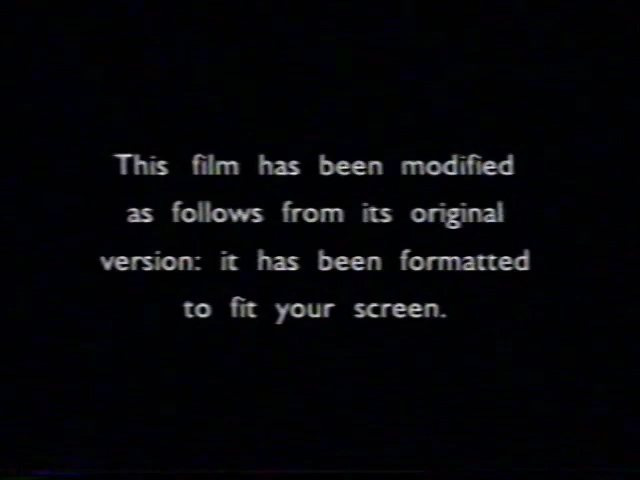 This film has been modified
as follows from its original
version: it has been formatted
to fit your screen.